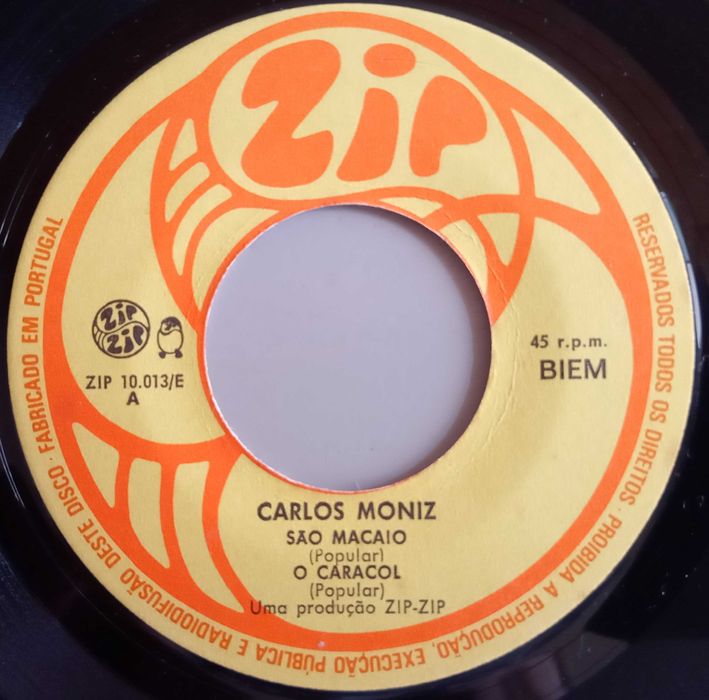 ZIP
ZIP
ZIP
ZIP 10.013/E
A
45 r.p.m.
BIEM
CARLOS MONIZ
SÃO MACAIO
(Popular)
O CARACOL
(Popular)
Uma produção ZIP-ZIP
RESERVADOS TODOS OS DIREITOS · PROIBIDA A REPRODUÇÃO, EXECUÇÃO PÚBLICA E RADIODIFUSÃO DESTE DISCO · FABRICADO EM PORTUGAL